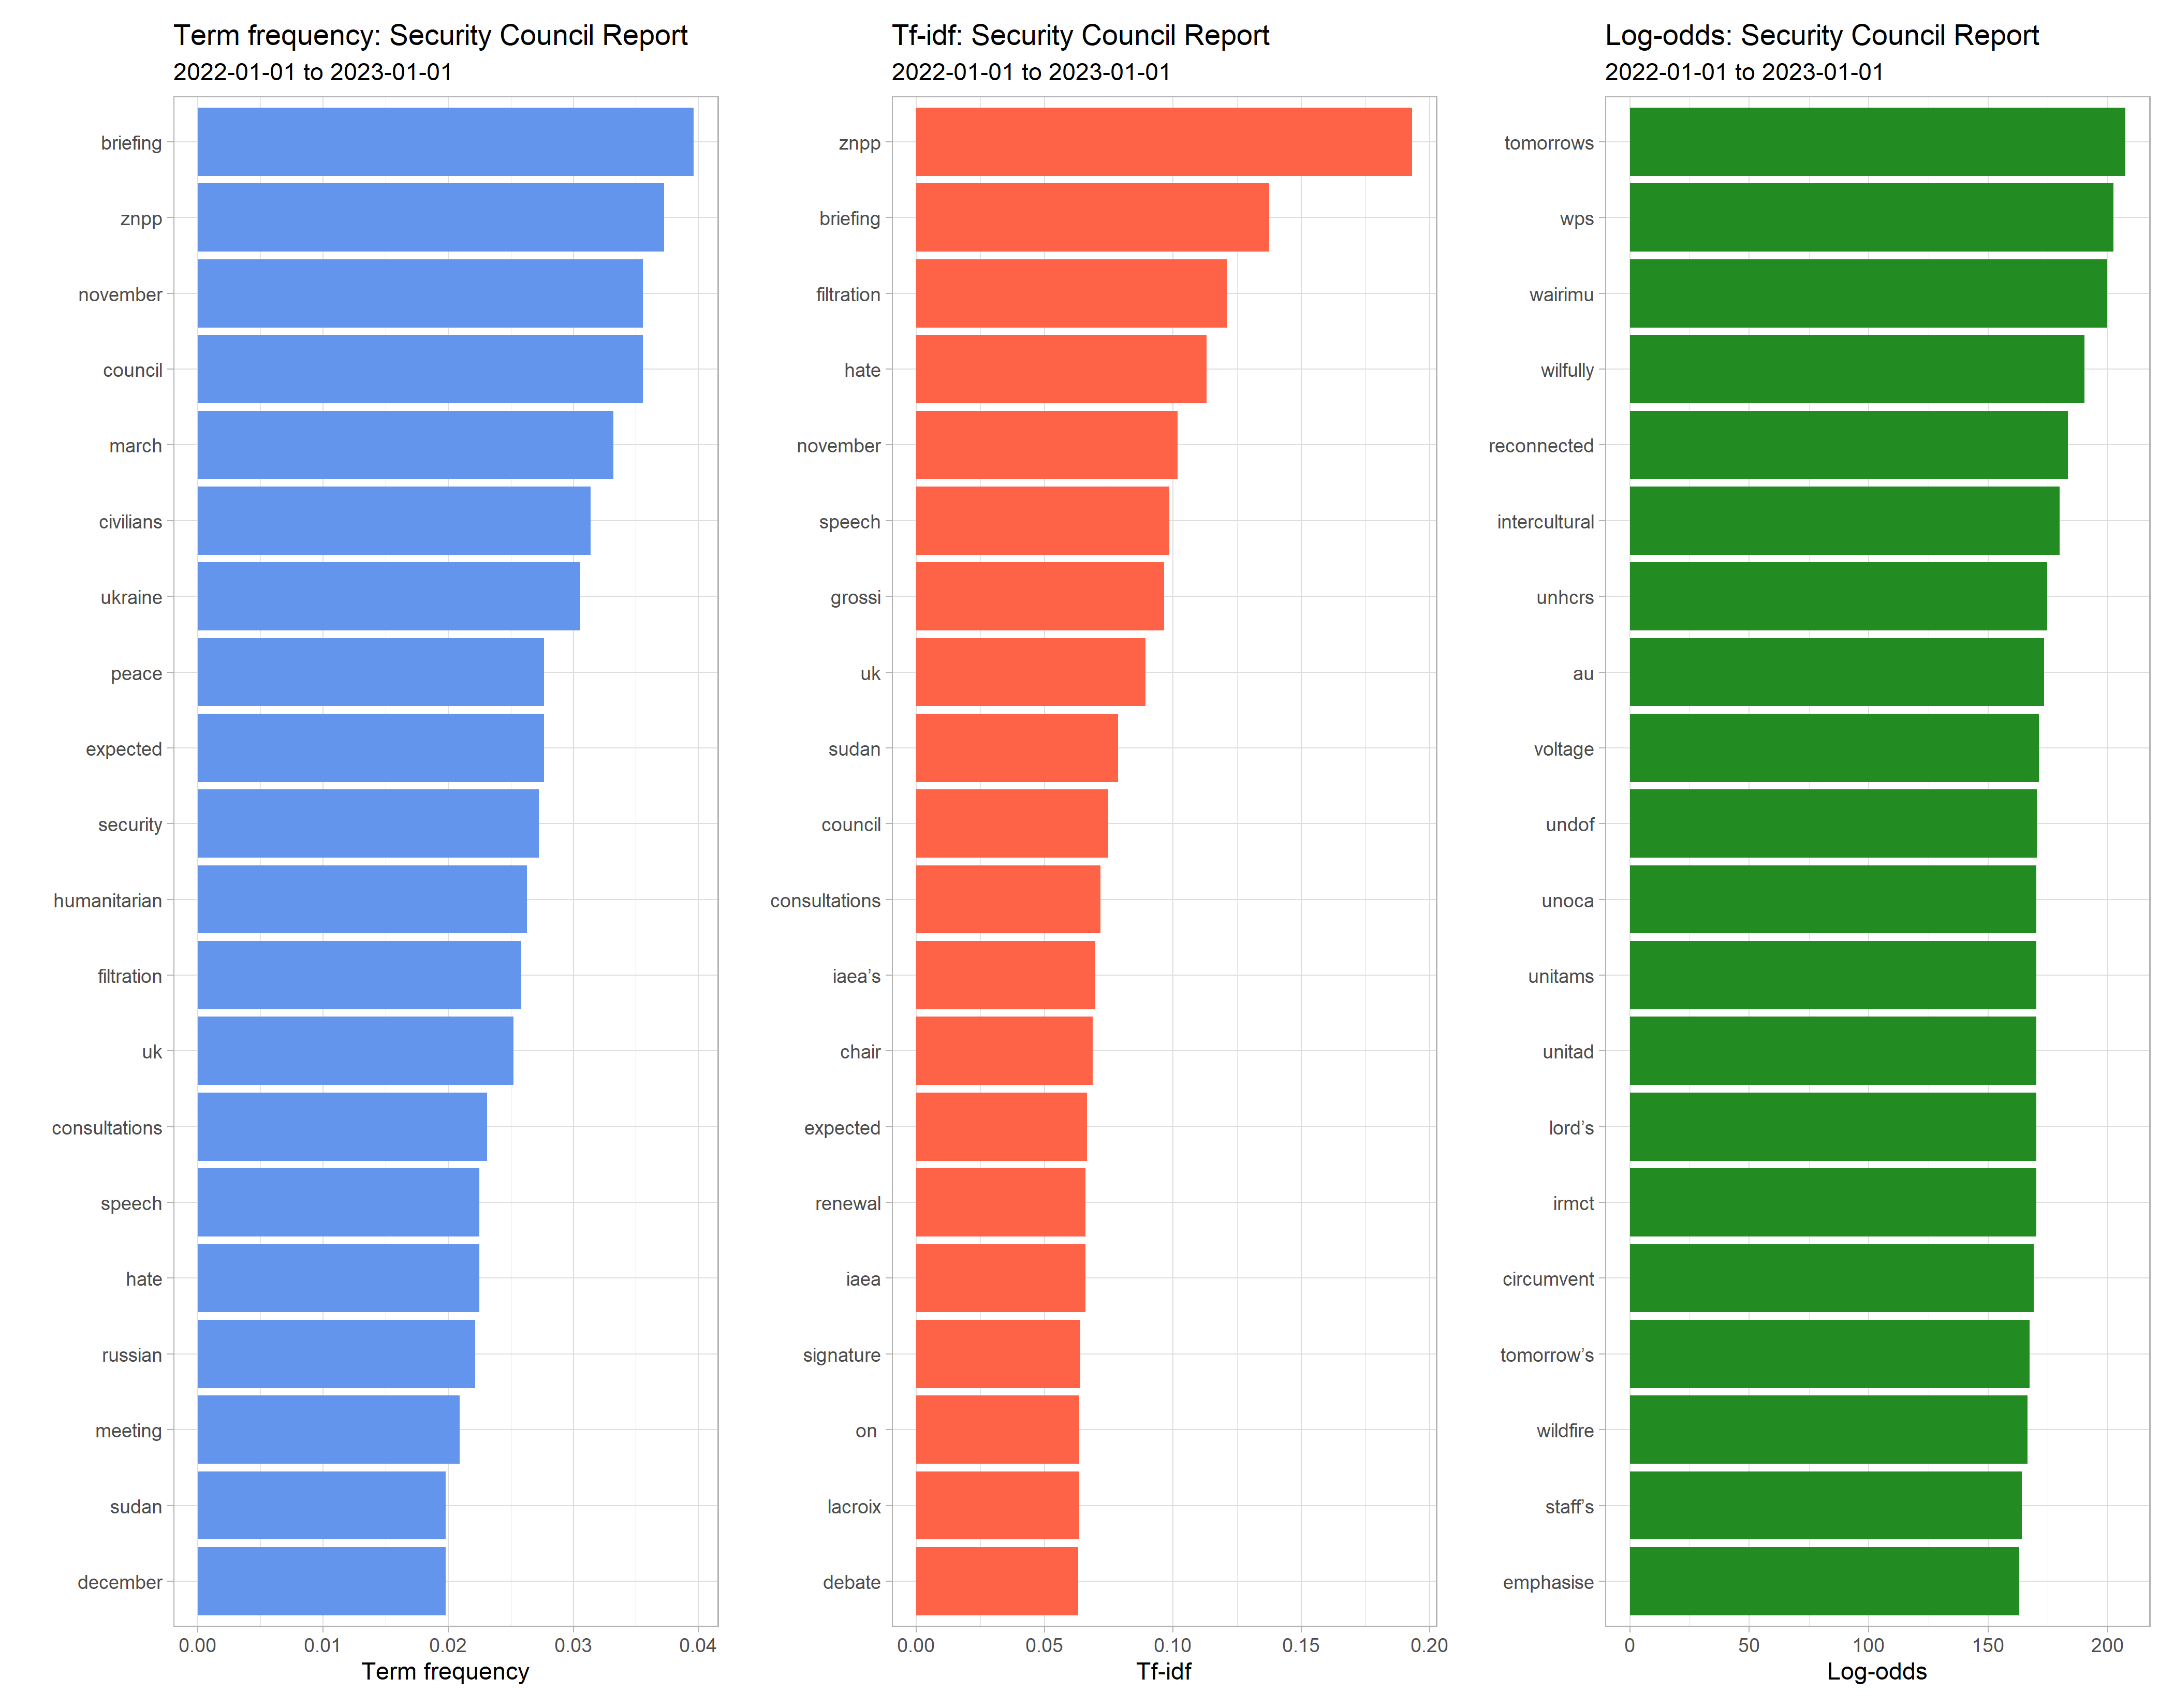 Term frequency: Security Council Report
2022-01-01 to 2023-01-01
briefing
znpp
november
council
march
civilians
ukraine
peace
expected
security
humanitarian
filtration
uk
consultations
speech
hate
russian
meeting
sudan
december
0.00 0.01 0.02 0.03 0.04
Term frequency
Tf-idf: Security Council Report
2022-01-01 to 2023-01-01
znpp
briefing
filtration
hate
november
speech
grossi
uk
sudan
council
consultations
iaea’s
chair
expected
renewal
iaea
signature
on
lacroix
debate
0.00 0.05 0.10 0.15 0.20
Tf-idf
Log-odds: Security Council Report
2022-01-01 to 2023-01-01
tomorrows
wps
wairimu
wilfully
reconnected
intercultural
unhcrs
au
voltage
undof
unoca
unitams
unitad
lord’s
irmct
circumvent
tomorrow’s
wildfire
staff’s
emphasise
0 50 100 150 200
Log-odds